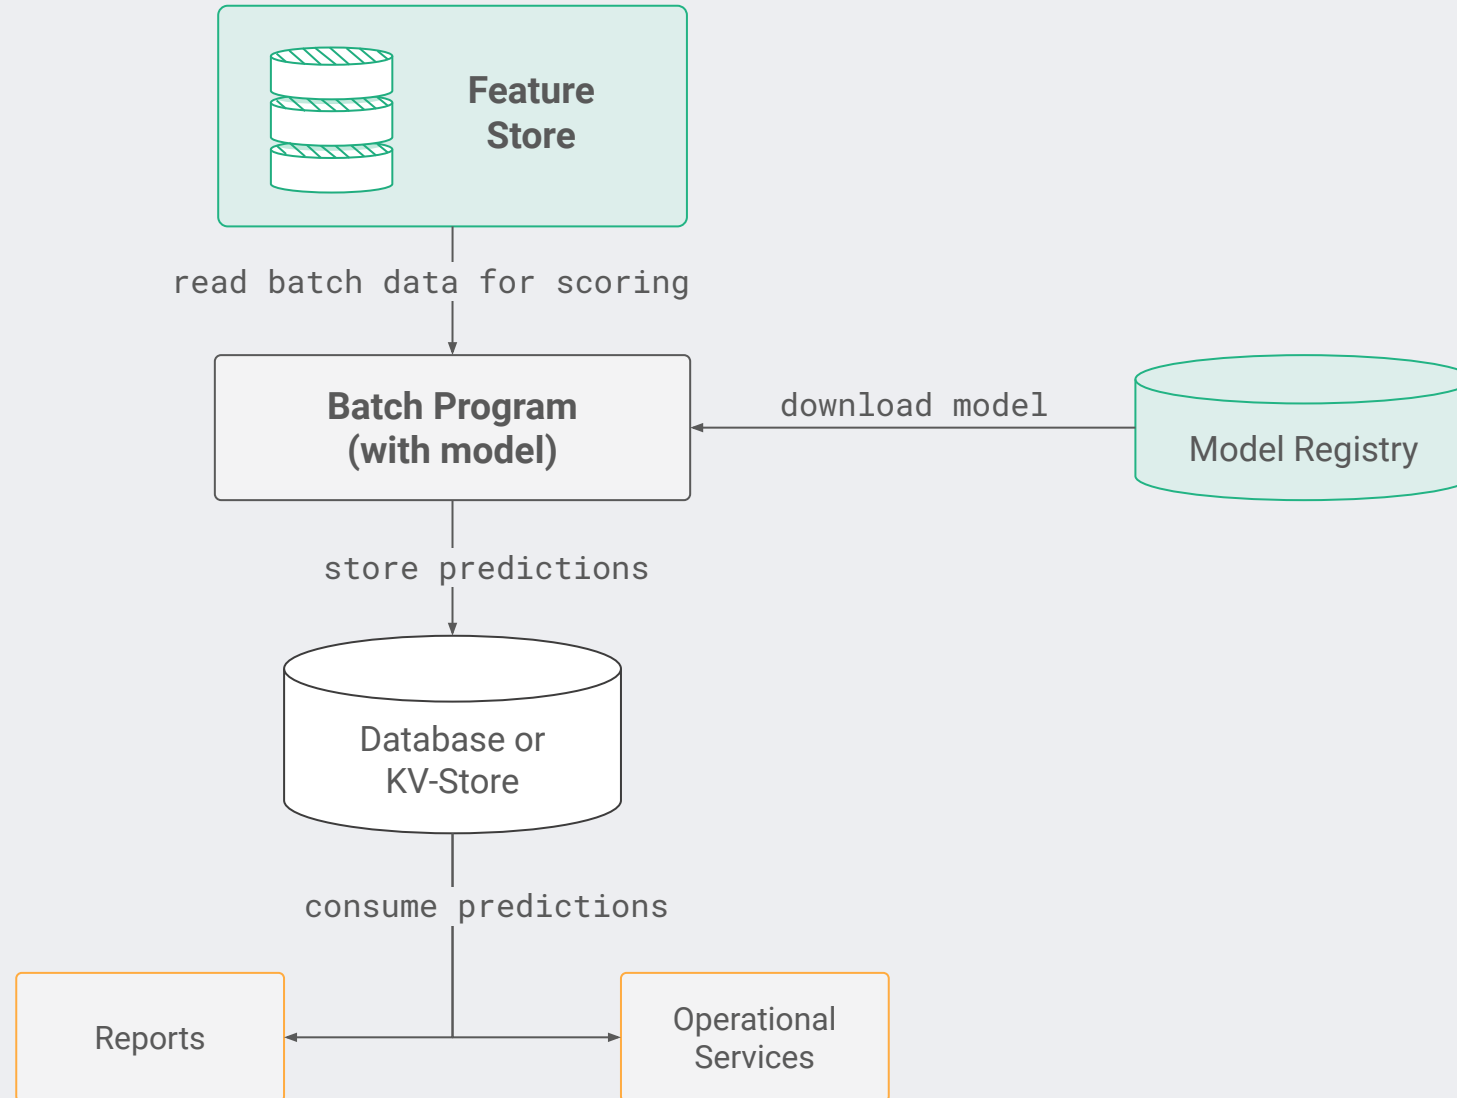 Feature
Store
read batch data for scoring
Batch Program
(with model)
download model
Model Registry
store predictions
Database or
KV-Store
consume predictions
Reports
Operational
Services